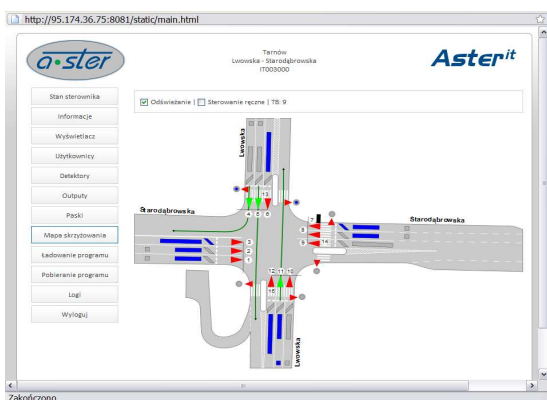 http://95.174.36.75:8081/static/main.html
a·ster
Tarnów
Lwowska - Starodąbrowska
IT003000
Aster it
Stan sterownika
Odświeżanie | Sterowanie ręczne | TB: 9
Informacje
Wyświetlacz
Użytkownicy
Detektory
Outputy
Paski
Mapa skrzyżowania
Ładowanie programu
Pobieranie programu
Logi
Wyloguj
Lwowska
13
4 5 6
Starodąbrowska
7
Starodąbrowska
8
3
9 14
2
1
12 11 10
15
Lwowska
Zakończono